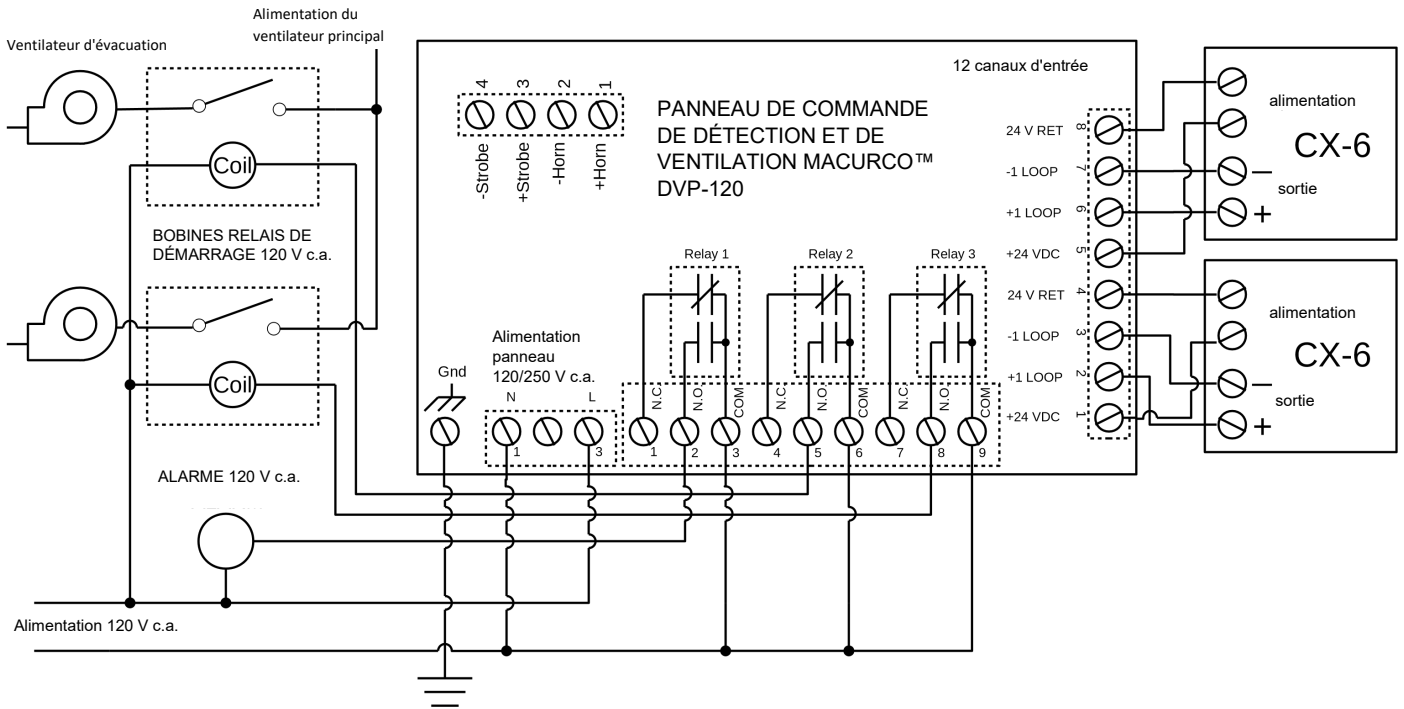 Alimentation du
ventilateur principal
Ventilateur d'évacuation
Coil
BOBINES RELAIS DE
DÉMARRAGE 120 V c.a.
Coil
ALARME 120 V c.a.
Alimentation 120 V c.a.
4
3
2
1
-Strobe
+Strobe
-Horn
+Horn
PANNEAU DE COMMANDE
DE DÉTECTION ET DE
VENTILATION MACURCO™
DVP-120
12 canaux d'entrée
24 V RET 8
-1 LOOP 7
+1 LOOP 6
+24 VDC 5
24 V RET 4
-1 LOOP 3
+1 LOOP 2
+24 VDC 1
Relay 1
Relay 2
Relay 3
Gnd
Alimentation
panneau
120/250 V c.a.
N L
1 3
N.C. N.O. COM N.C. N.O. COM N.C. N.O. COM
1 2 3 4 5 6 7 8 9
alimentation
CX-6
–
sortie
+
alimentation
CX-6
–
sortie
+